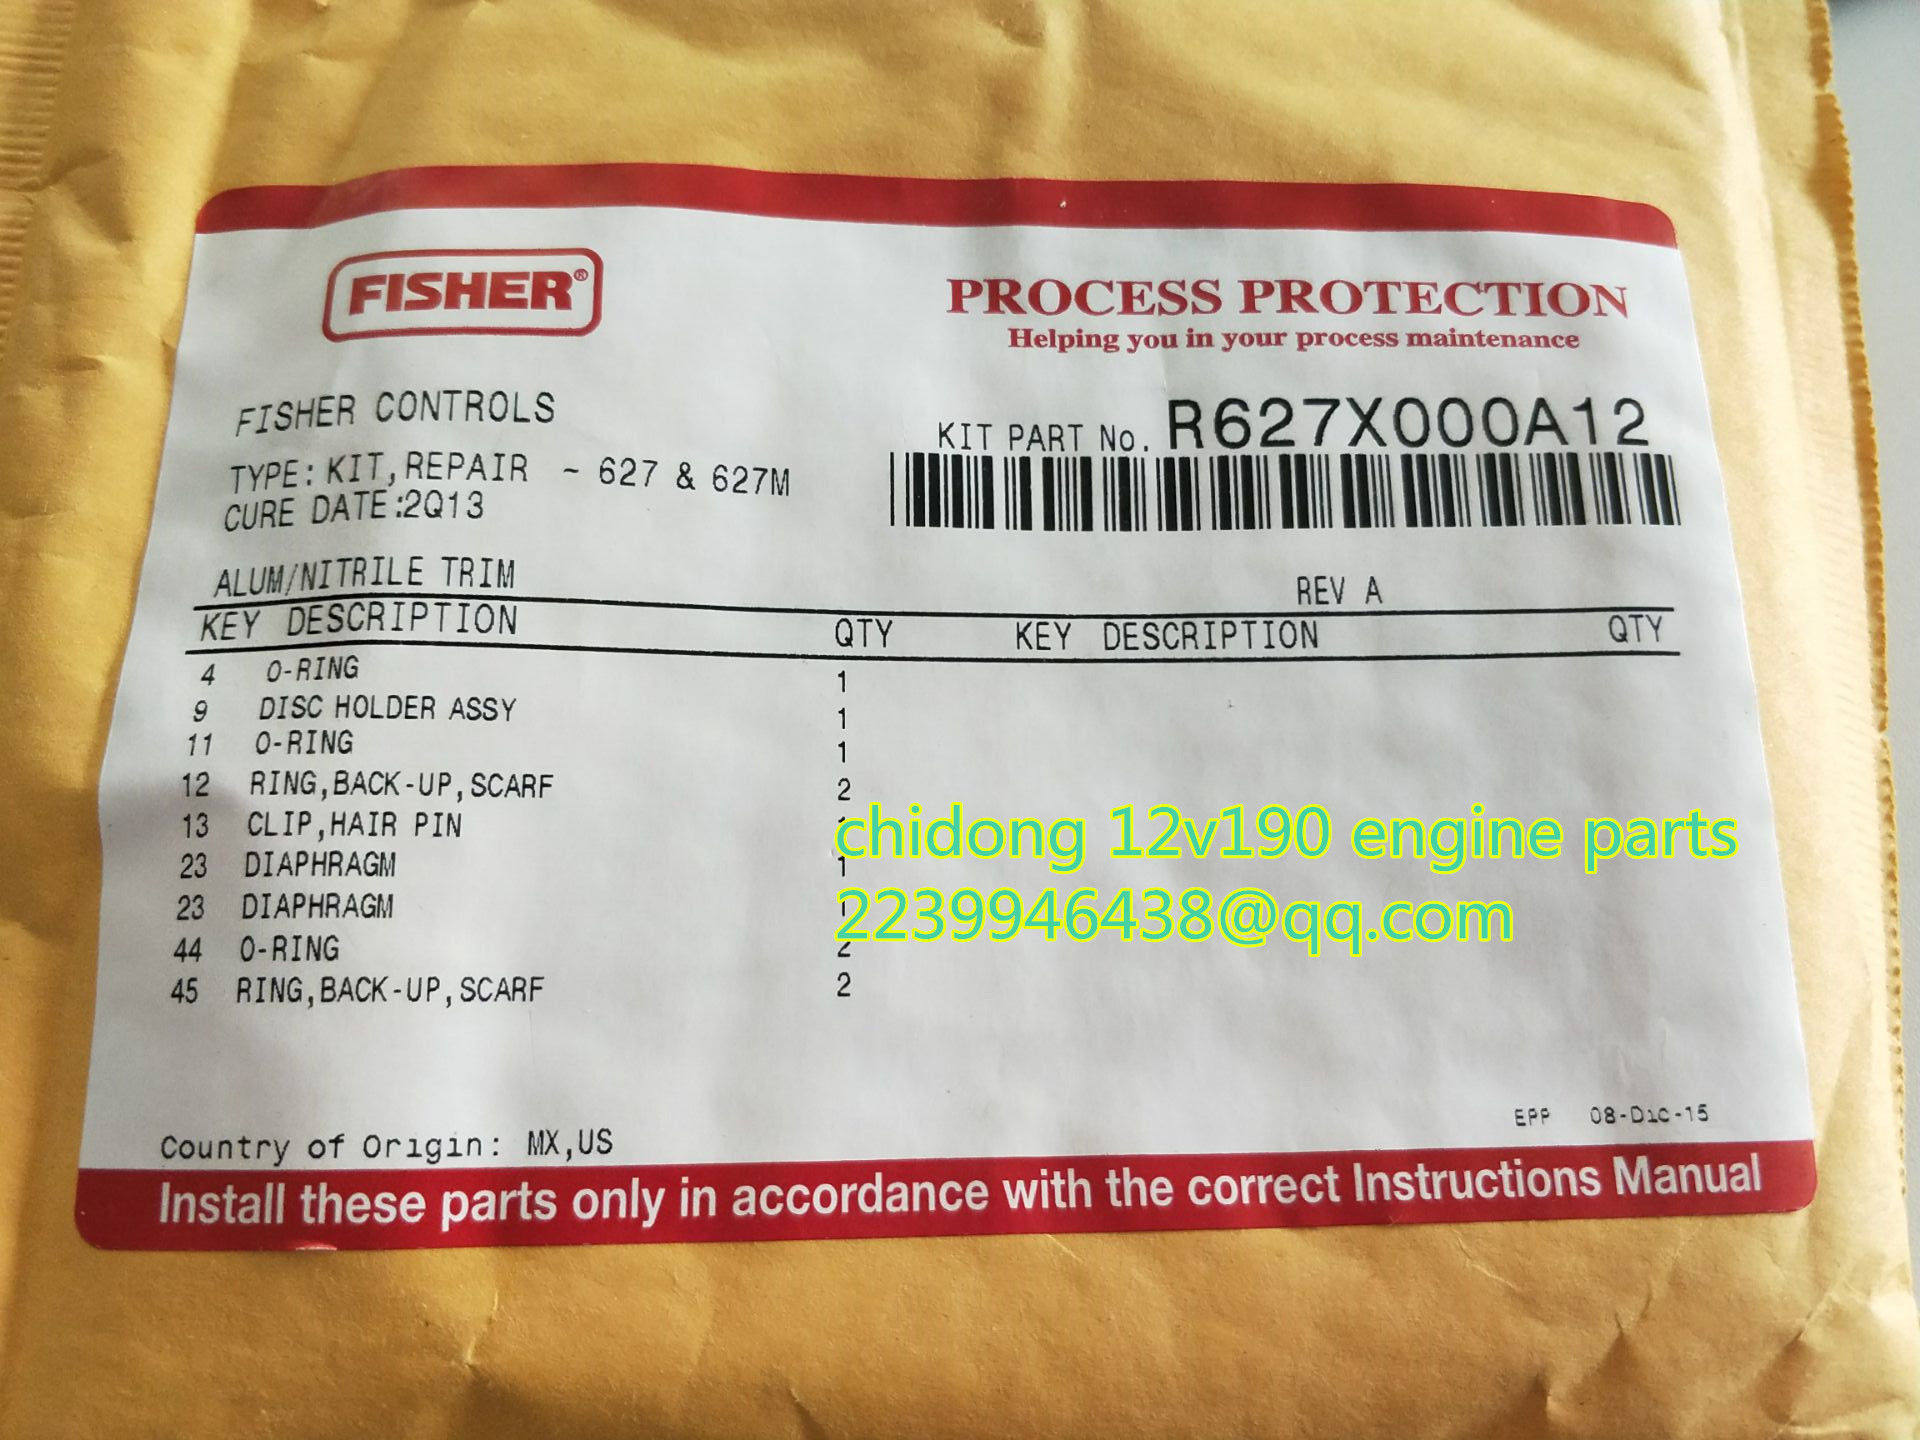 FISHER®
PROCESS PROTECTION
Helping you in your process maintenance
FISHER CONTROLS
KIT PART No. R627X000A12
TYPE: KIT,REPAIR ~ 627 & 627M
CURE DATE:2Q13
ALUM/NITRILE TRIM REV A
KEY DESCRIPTION QTY KEY DESCRIPTION QTY
4 O-RING 1
9 DISC HOLDER ASSY 1
11 O-RING 1
12 RING,BACK-UP,SCARF 2
13 CLIP,HAIR PIN
chidong 12v190 engine parts
23 DIAPHRAGM 1
23 DIAPHRAGM 1
2239946438@qq.com
44 O-RING 2
45 RING,BACK-UP,SCARF 2
EPP 08-Dic-15
Country of Origin: MX,US
Install these parts only in accordance with the correct Instructions Manual